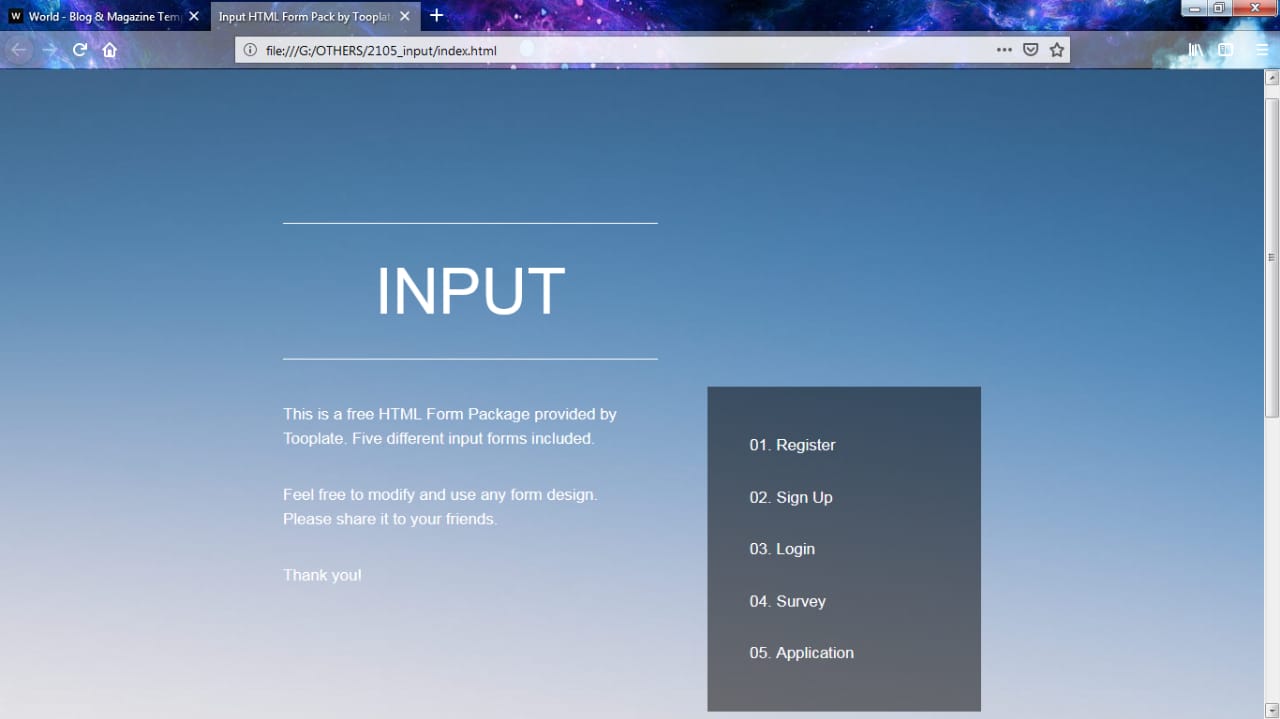 World - Blog & Magazine Tem
Input HTML Form Pack by Tooplat
file:///G:/OTHERS/2105_input/index.html
INPUT
This is a free HTML Form Package provided by
Tooplate. Five different input forms included.
Feel free to modify and use any form design.
Please share it to your friends.
Thank you!
01. Register
02. Sign Up
03. Login
04. Survey
05. Application